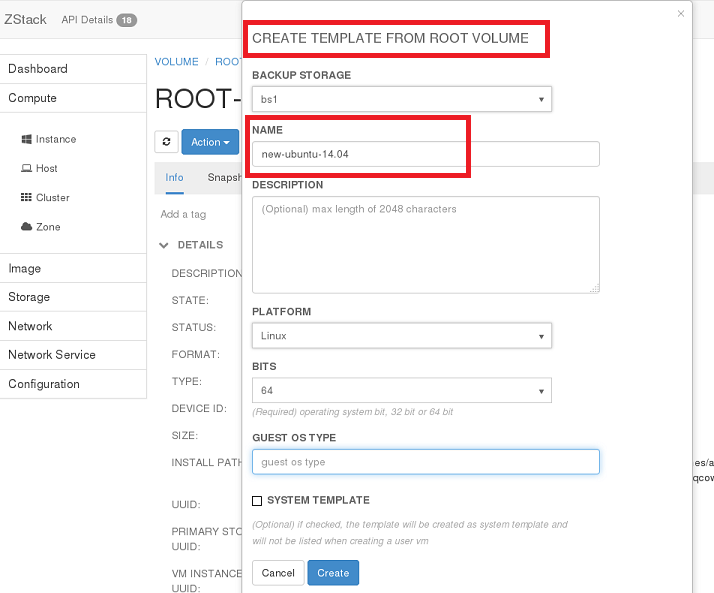 ZStack API Details 18
×
CREATE TEMPLATE FROM ROOT VOLUME
Dashboard
Compute
Instance
Host
Cluster
Zone
Image
Storage
Network
Network Service
Configuration
VOLUME / ROO
ROOT-
Action
Info Snapsh
Add a tag
DETAILS
DESCRIPTION
STATE:
STATUS:
FORMAT:
TYPE:
DEVICE ID:
SIZE:
INSTALL PATH
UUID:
PRIMARY STO
UUID:
VM INSTANCE
UUID:
BACKUP STORAGE
bs1
NAME
new-ubuntu-14.04
DESCRIPTION
(Optional) max length of 2048 characters
PLATFORM
Linux
BITS
64
(Required) operating system bit, 32 bit or 64 bit
GUEST OS TYPE
guest os type
SYSTEM TEMPLATE
(Optional) if checked, the template will be created as system template and
will not be listed when creating a user vm
Cancel Create
es/a
qcow